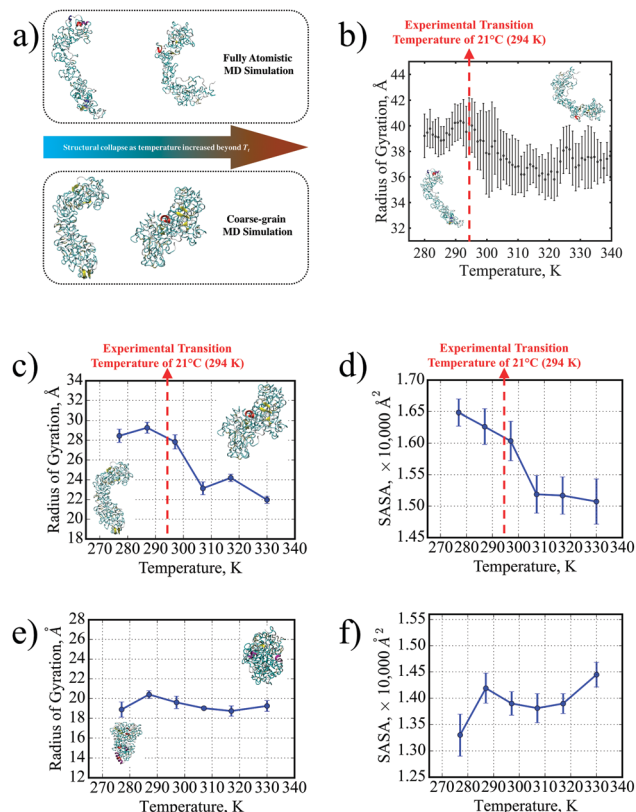 a)
Fully Atomistic
MD Simulation
Structural collapse as temperature increased beyond Tt
Coarse-grain
MD Simulation
Experimental Transition
Temperature of 21°C (294 K)
b)
Radius of Gyration, Å
44
42
40
38
36
34
32
280 290 300 310 320 330 340
Temperature, K
Experimental Transition
Temperature of 21°C (294 K)
c)
Radius of Gyration, Å
34
32
30
28
26
24
22
20
18
270 280 290 300 310 320 330 340
Temperature, K
Experimental Transition
Temperature of 21°C (294 K)
d)
SASA, × 10,000 Å²
1.70
1.65
1.60
1.55
1.50
1.45
270 280 290 300 310 320 330 340
Temperature, K
e)
Radius of Gyration, Å
28
26
24
22
20
18
16
14
12
270 280 290 300 310 320 330 340
Temperature, K
f)
SASA, × 10,000 Å²
1.55
1.50
1.45
1.40
1.35
1.30
1.25
270 280 290 300 310 320 330 340
Temperature, K